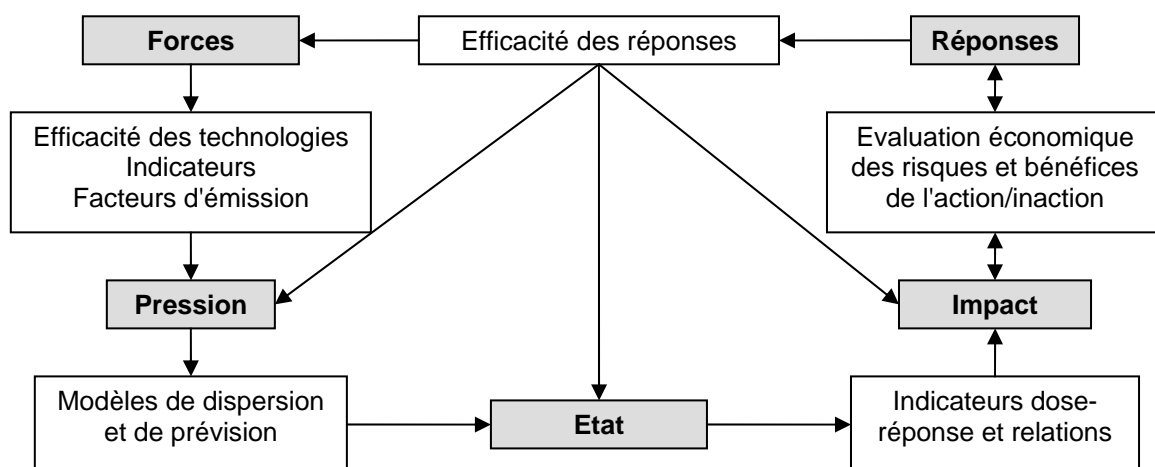 Forces
Efficacité des réponses
Réponses
Efficacité des technologies
Indicateurs
Facteurs d'émission
Evaluation économique
des risques et bénéfices
de l'action/inaction
Pression
Impact
Modèles de dispersion
et de prévision
Etat
Indicateurs dose-
réponse et relations